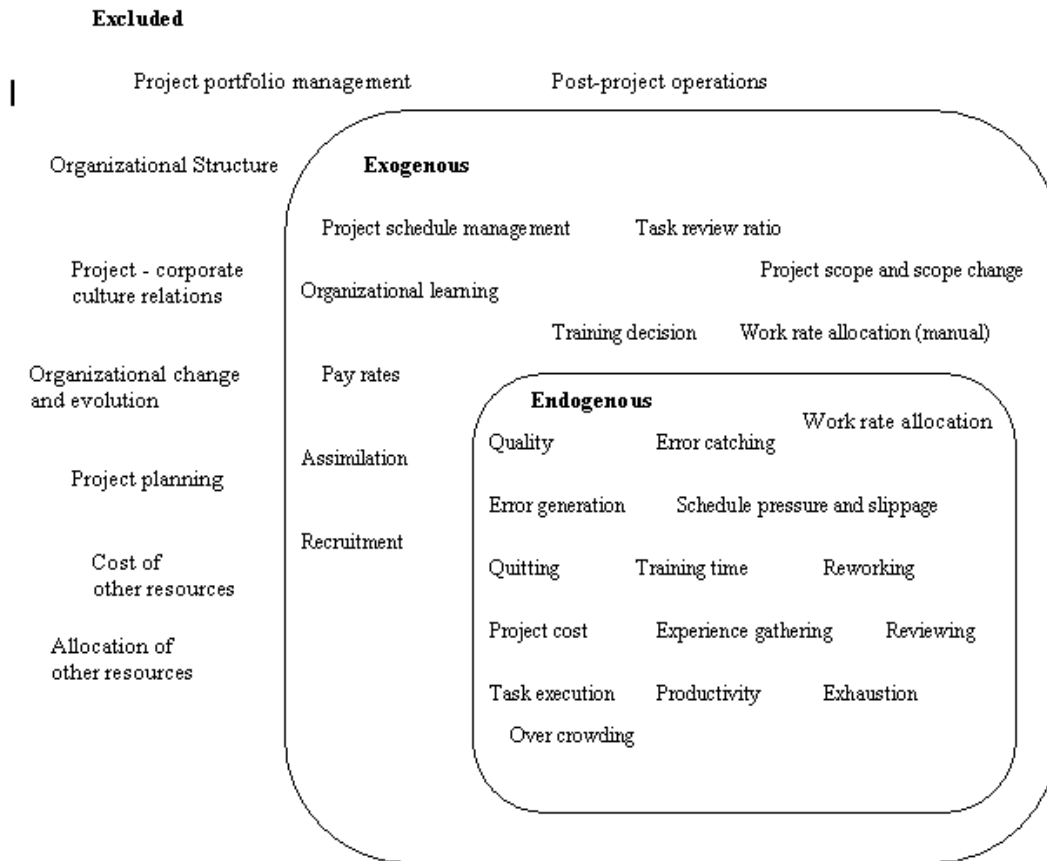 Excluded
Project portfolio management Post-project operations
Organizational Structure
Exogenous
Project schedule management Task review ratio
Project - corporate
culture relations
Project scope and scope change
Organizational learning
Training decision Work rate allocation (manual)
Organizational change
and evolution
Pay rates
Endogenous
Work rate allocation
Quality Error catching
Assimilation
Project planning
Error generation Schedule pressure and slippage
Recruitment
Cost of
other resources
Quitting Training time Reworking
Project cost Experience gathering Reviewing
Allocation of
other resources
Task execution Productivity Exhaustion
Over crowding